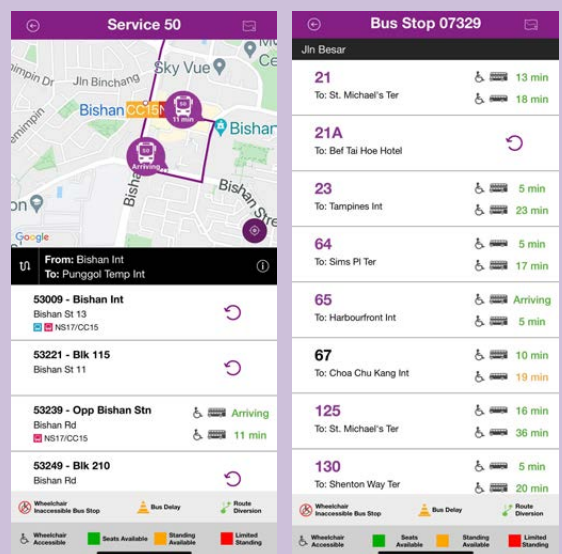 Service 50
Sky Vue
Jln Binchang
Bishan CC15
50
11 min
Bishan
50
Arriving
Google
From: Bishan Int
To: Punggol Temp Int
53009 - Bishan Int
Bishan St 13
NS17/CC15
53221 - Blk 115
Bishan St 11
53239 - Opp Bishan Stn
Arriving
Bishan Rd
NS17/CC15
11 min
53249 - Blk 210
Bishan Rd
Wheelchair
Inaccessible Bus Stop
Bus Delay
Route
Diversion
Wheelchair
Accessible
Seats Available
Standing
Available
Limited
Standing
Bus Stop 07329
Jln Besar
21
13 min
To: St. Michael's Ter
18 min
21A
To: Bef Tai Hoe Hotel
23
5 min
To: Tampines Int
23 min
64
5 min
To: Sims Pl Ter
17 min
65
Arriving
To: Harbourfront Int
5 min
67
10 min
To: Choa Chu Kang Int
19 min
125
16 min
To: St. Michael's Ter
36 min
130
5 min
To: Shenton Way Ter
20 min
Wheelchair
Inaccessible Bus Stop
Bus Delay
Route
Diversion
Wheelchair
Accessible
Seats
Available
Standing
Available
Limited
Standing